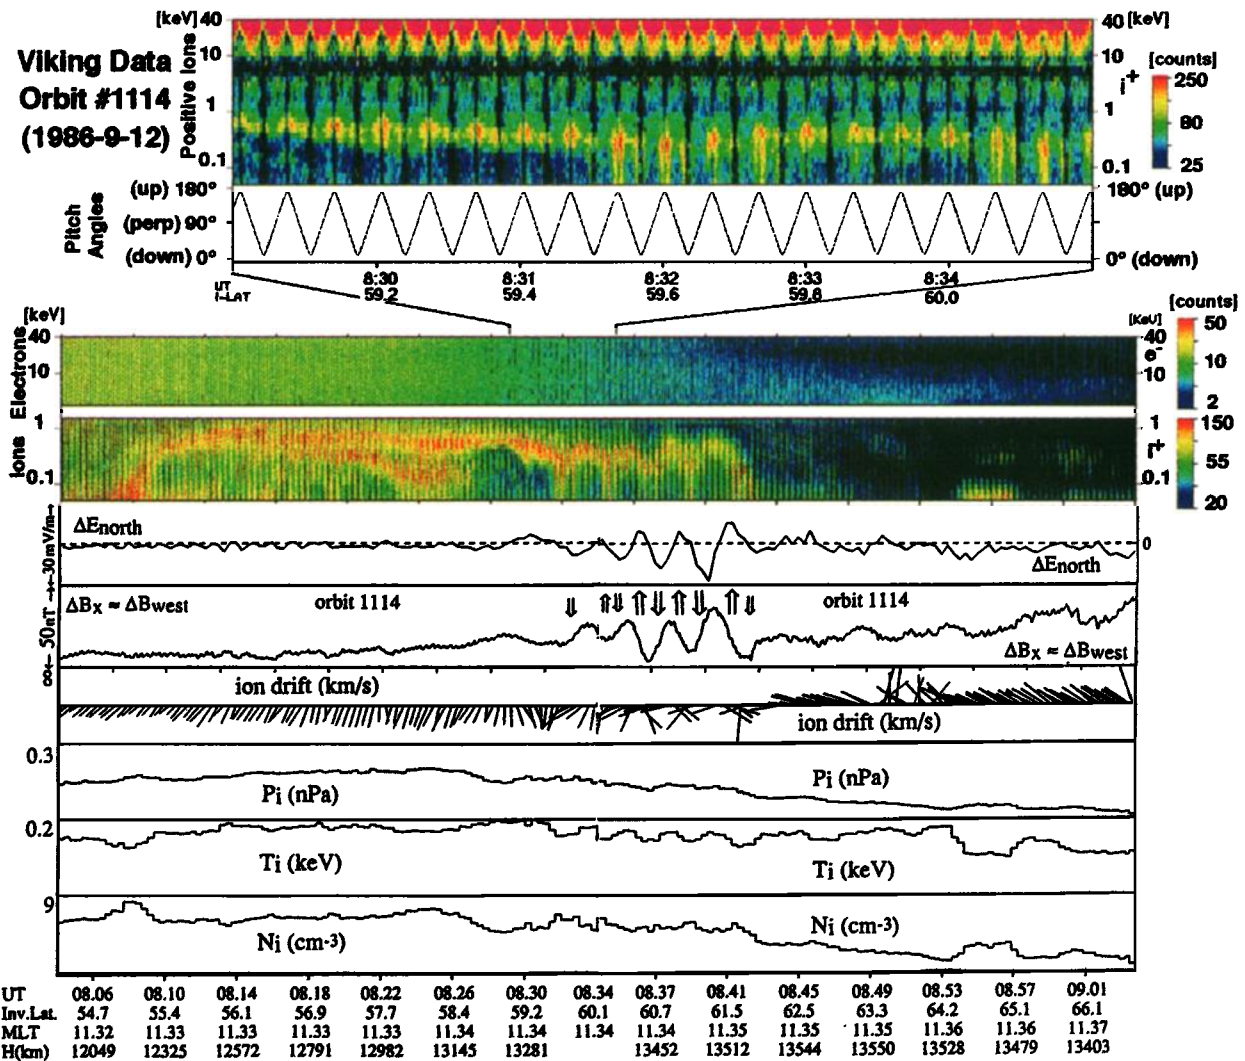 Viking Data
Orbit #1114
(1986-9-12)
[keV] 40
10
1
0.1
Positive Ions
40 [keV]
10
1
0.1
i+
[counts]
250
80
25
Pitch Angles
(up) 180°
(perp) 90°
(down) 0°
180° (up)
0° (down)
UT 8:30 8:31 8:32 8:33 8:34
I-LAT 59.2 59.4 59.6 59.8 60.0
[keV]
40
10
Electrons
[KeV]
40
10
e-
[counts]
50
10
2
1
0.1
Ions
1
0.1
i+
150
55
20
←30mV/m→
ΔEnorth
0
ΔEnorth
← 50nT →
ΔBx ≈ ΔBwest
orbit 1114
⇓ ⇑⇓ ⇑ ⇓ ⇑ ⇓ ⇑ ⇓
orbit 1114
ΔBx ≈ ΔBwest
ion drift (km/s)
8
ion drift (km/s)
0.3
Pi (nPa)
Pi (nPa)
0.2
Ti (keV)
Ti (keV)
9
Ni (cm-3)
Ni (cm-3)
UT 08.06 08.10 08.14 08.18 08.22 08.26 08.30 08.34 08.37 08.41 08.45 08.49 08.53 08.57 09.01
Inv.Lat. 54.7 55.4 56.1 56.9 57.7 58.4 59.2 60.1 60.7 61.5 62.5 63.3 64.2 65.1 66.1
MLT 11.32 11.33 11.33 11.33 11.33 11.34 11.34 11.34 11.34 11.35 11.35 11.35 11.36 11.36 11.37
H(km) 12049 12325 12572 12791 12982 13145 13281 13452 13512 13544 13550 13528 13479 13403